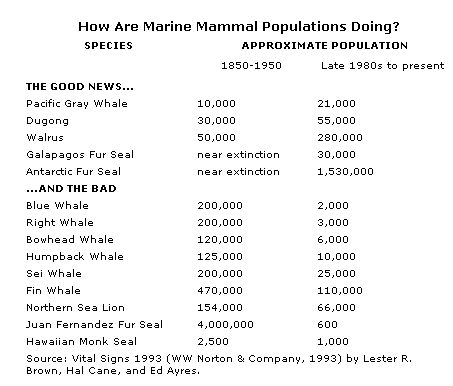 How Are Marine Mammal Populations Doing?
SPECIES APPROXIMATE POPULATION
1850-1950 Late 1980s to present
THE GOOD NEWS...
Pacific Gray Whale 10,000 21,000
Dugong 30,000 55,000
Walrus 50,000 280,000
Galapagos Fur Seal near extinction 30,000
Antarctic Fur Seal near extinction 1,530,000
...AND THE BAD
Blue Whale 200,000 2,000
Right Whale 200,000 3,000
Bowhead Whale 120,000 6,000
Humpback Whale 125,000 10,000
Sei Whale 200,000 25,000
Fin Whale 470,000 110,000
Northern Sea Lion 154,000 66,000
Juan Fernandez Fur Seal 4,000,000 600
Hawaiian Monk Seal 2,500 1,000
Source: Vital Signs 1993 (WW Norton & Company, 1993) by Lester R.
Brown, Hal Cane, and Ed Ayres.